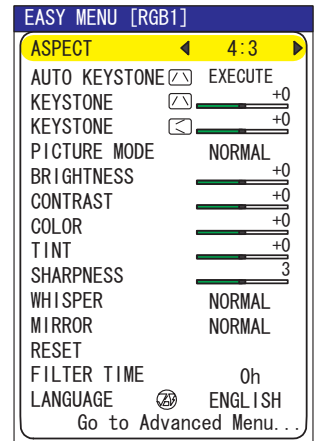 EASY MENU [RGB1]
ASPECT 4:3
AUTO KEYSTONE EXECUTE
KEYSTONE +0
KEYSTONE +0
PICTURE MODE NORMAL
BRIGHTNESS +0
CONTRAST +0
COLOR +0
TINT +0
SHARPNESS 3
WHISPER NORMAL
MIRROR NORMAL
RESET
FILTER TIME 0h
LANGUAGE ENGLISH
Go to Advanced Menu...